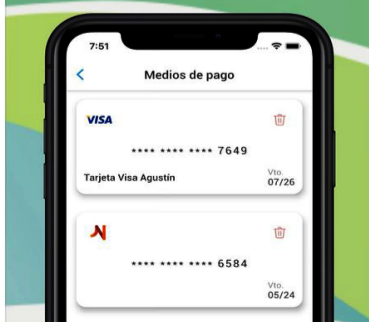 7:51
Medios de pago
VISA
**** **** **** 7649
Tarjeta Visa Agustín
Vto.
07/26
N
**** **** **** 6584
Vto.
05/24